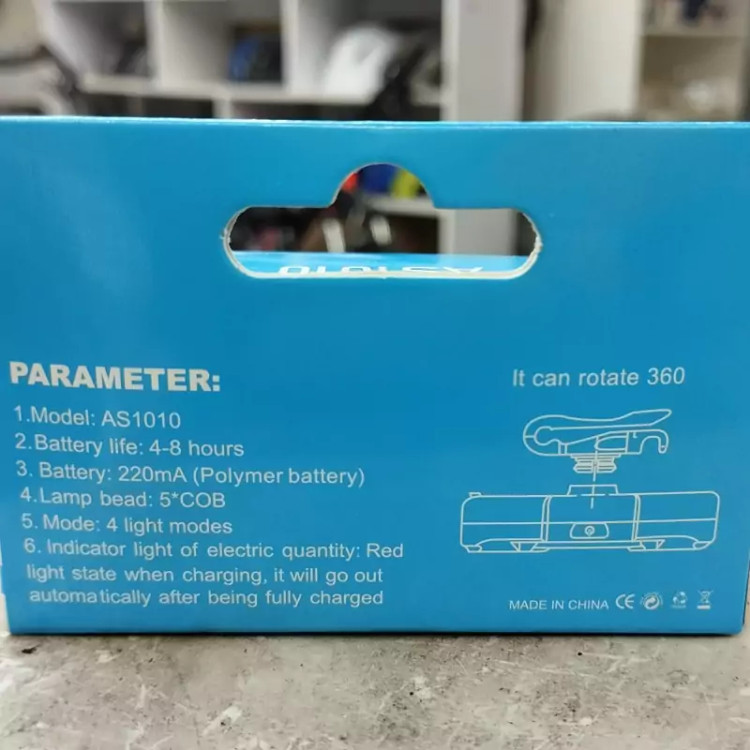 AS1010
PARAMETER:
1.Model: AS1010
2.Battery life: 4-8 hours
3. Battery: 220mA (Polymer battery)
4.Lamp bead: 5*COB
5. Mode: 4 light modes
6. Indicator light of electric quantity: Red
light state when charging, it will go out
automatically after being fully charged
It can rotate 360
MADE IN CHINA CE